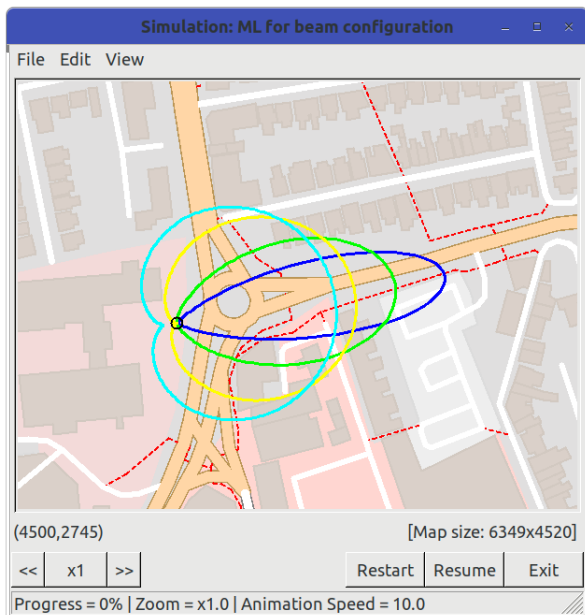 Simulation: ML for beam configuration
File Edit View
(4500,2745) [Map size: 6349x4520]
<< x1 >> Restart Resume Exit
Progress = 0% | Zoom = x1.0 | Animation Speed = 10.0